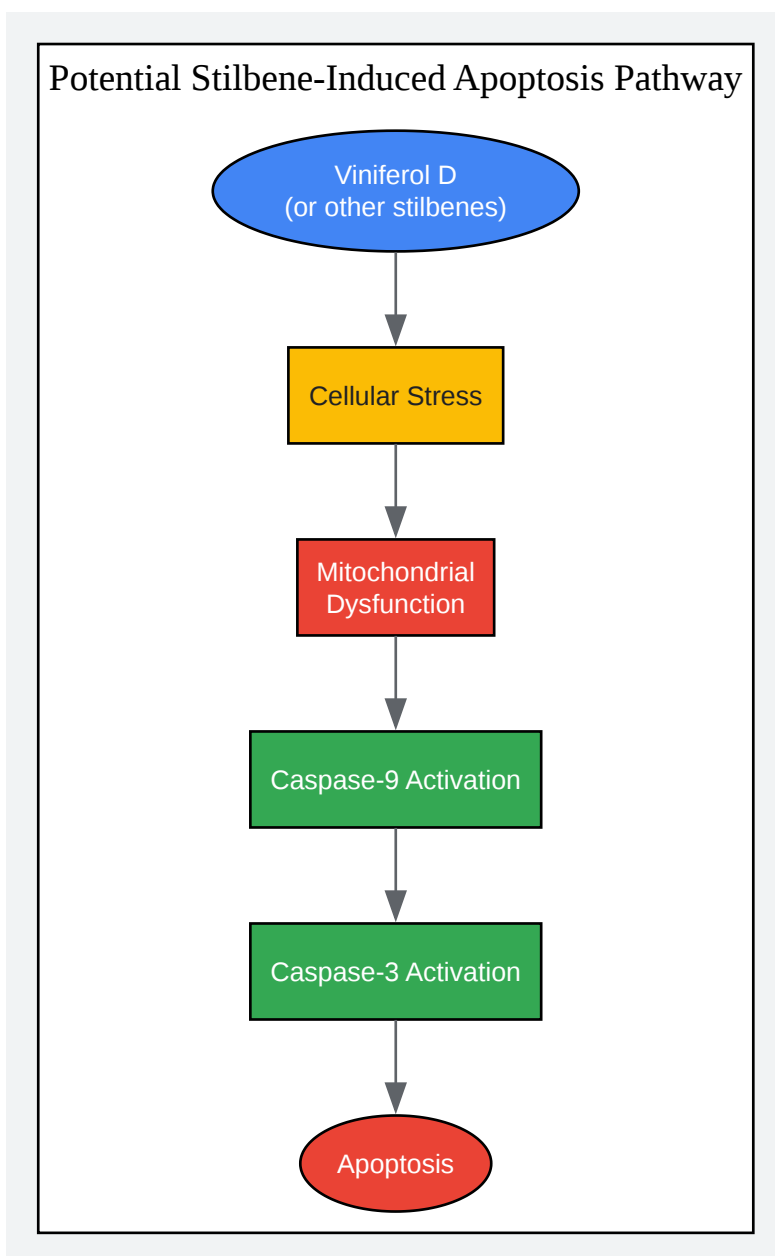 Potential Stilbene-Induced Apoptosis Pathway
Viniferol D
(or other stilbenes)
Cellular Stress
Mitochondrial
Dysfunction
Caspase-9 Activation
Caspase-3 Activation
Apoptosis